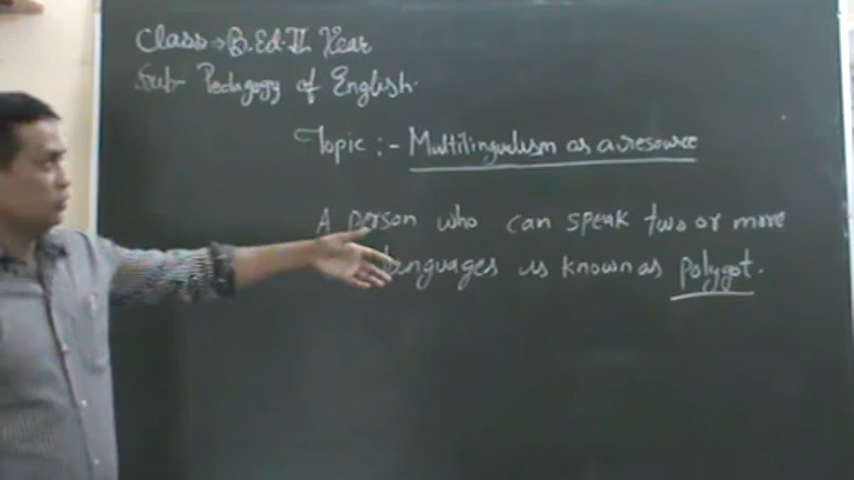 Class → B.Ed. II Year
Sub- Pedagogy of English.
Topic :- Multilingulism as a resource
A person who can speak two or more
languages is known as polygot.